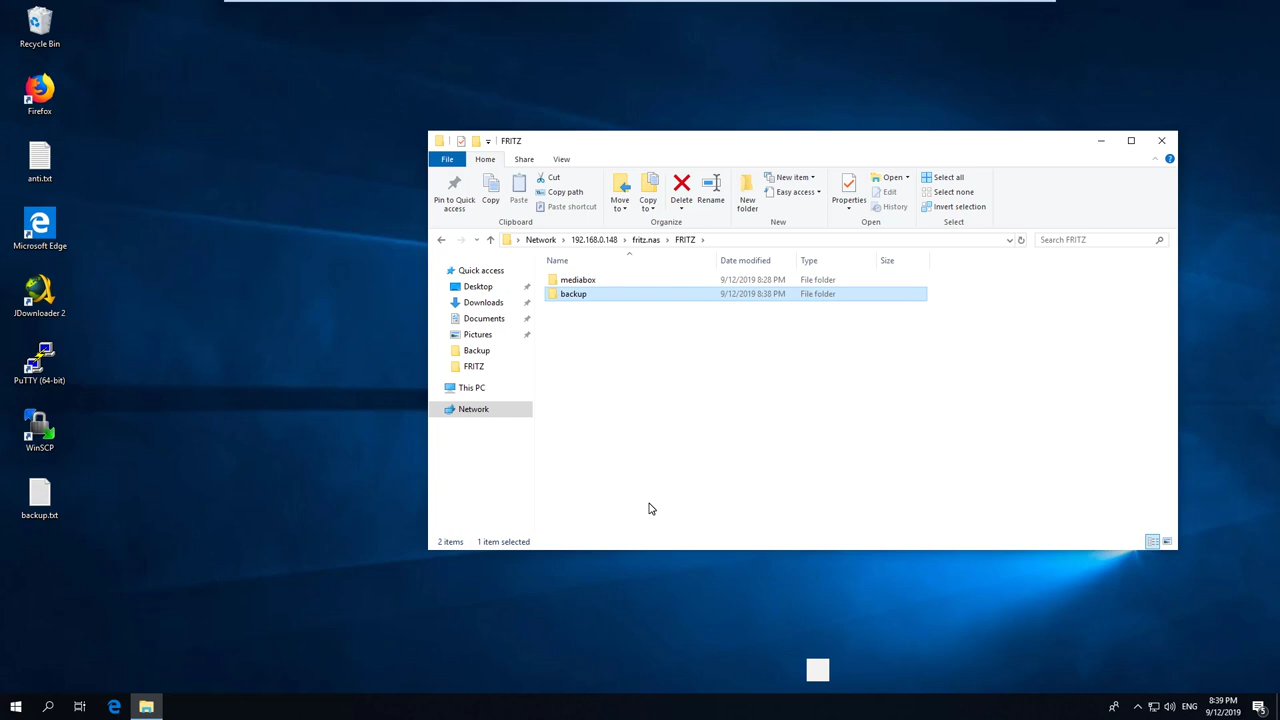 Recycle Bin
Firefox
anti.txt
Microsoft Edge
JDownloader 2
PuTTY (64-bit)
WinSCP
backup.txt
FRITZ
File Home Share View
Pin to Quick access
Copy
Paste
Cut
Copy path
Paste shortcut
Clipboard
Move to
Copy to
Delete
Rename
Organize
New folder
New item
Easy access
New
Properties
Open
Edit
History
Open
Select all
Select none
Invert selection
Select
Network 192.168.0.148 fritz.nas FRITZ
Search FRITZ
Quick access
Desktop
Downloads
Documents
Pictures
Backup
FRITZ
This PC
Network
Name Date modified Type Size
mediabox 9/12/2019 8:28 PM File folder
backup 9/12/2019 8:38 PM File folder
2 items 1 item selected
ENG
8:39 PM
9/12/2019